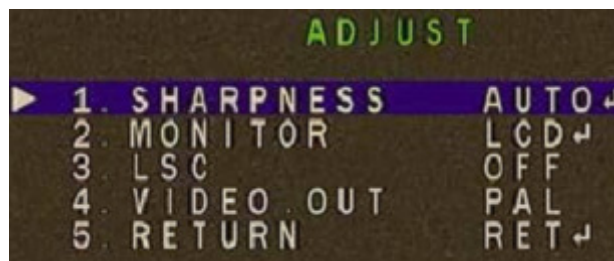 ADJUST
1. SHARPNESS AUTO↲
2. MONITOR LCD↲
3. LSC OFF
4. VIDEO.OUT PAL
5. RETURN RET↲